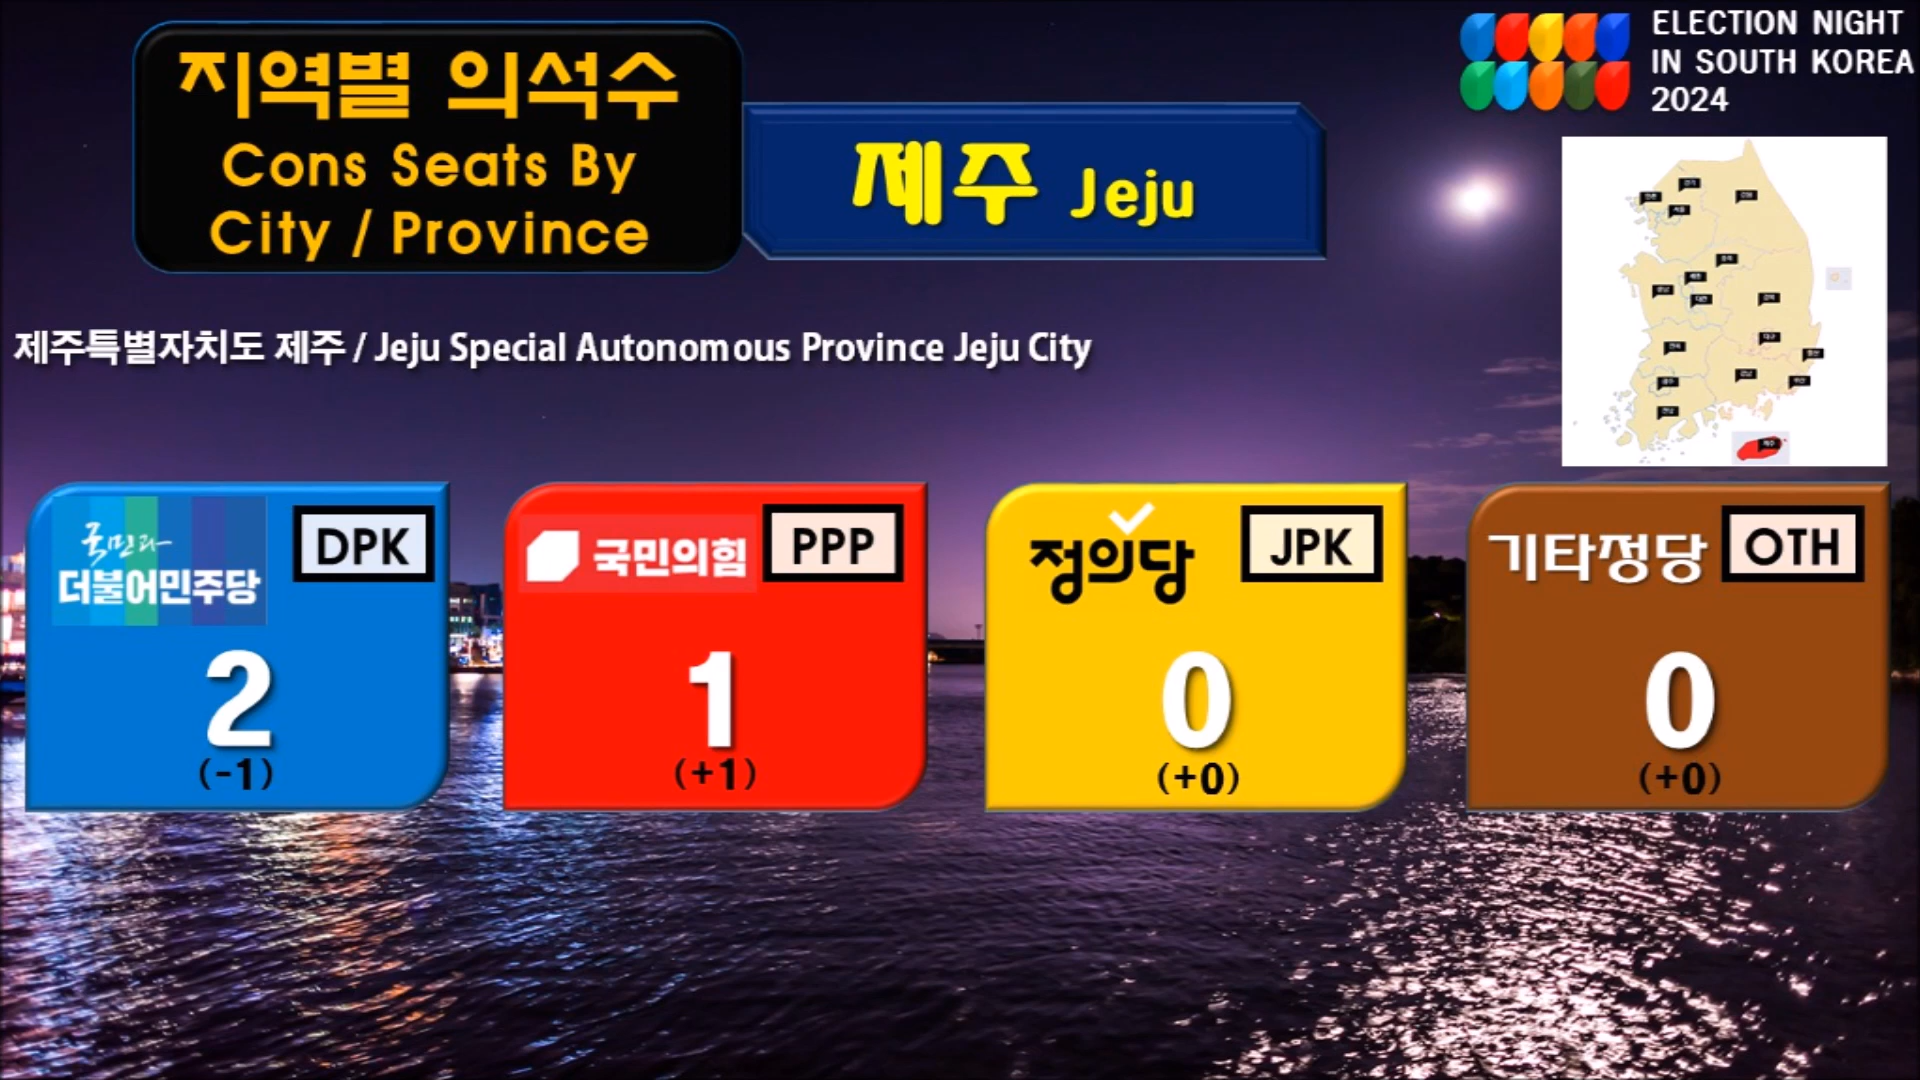 지역별 의석수
Cons Seats By
City / Province
제주 Jeju
ELECTION NIGHT
IN SOUTH KOREA
2024
제주특별자치도 제주 / Jeju Special Autonomous Province Jeju City
국민과
더불어민주당
DPK
2
(-1)
국민의힘
PPP
1
(+1)
정의당
JPK
0
(+0)
기타정당
OTH
0
(+0)